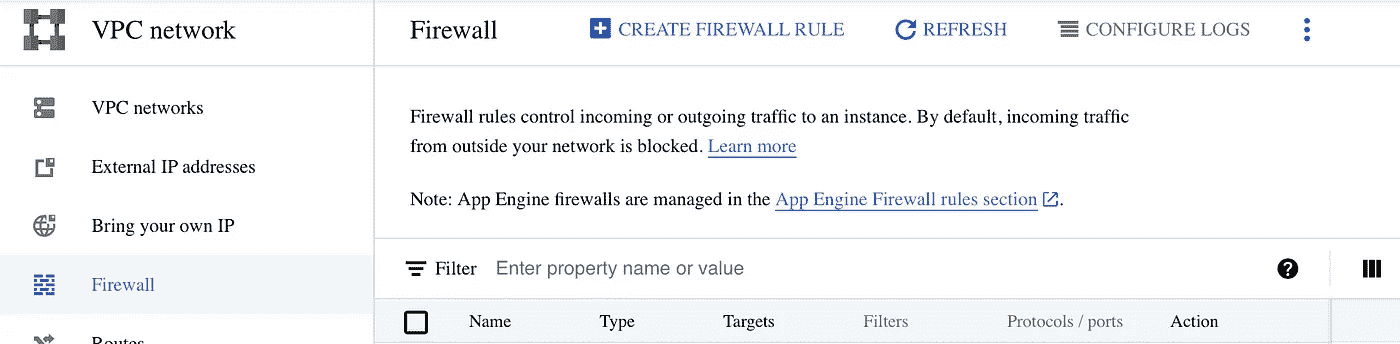 VPC network
Firewall
CREATE FIREWALL RULE
REFRESH
CONFIGURE LOGS
VPC networks
External IP addresses
Bring your own IP
Firewall
Routes
Firewall rules control incoming or outgoing traffic to an instance. By default, incoming traffic
from outside your network is blocked. Learn more
Note: App Engine firewalls are managed in the App Engine Firewall rules section.
Filter Enter property name or value
Name Type Targets Filters Protocols / ports Action